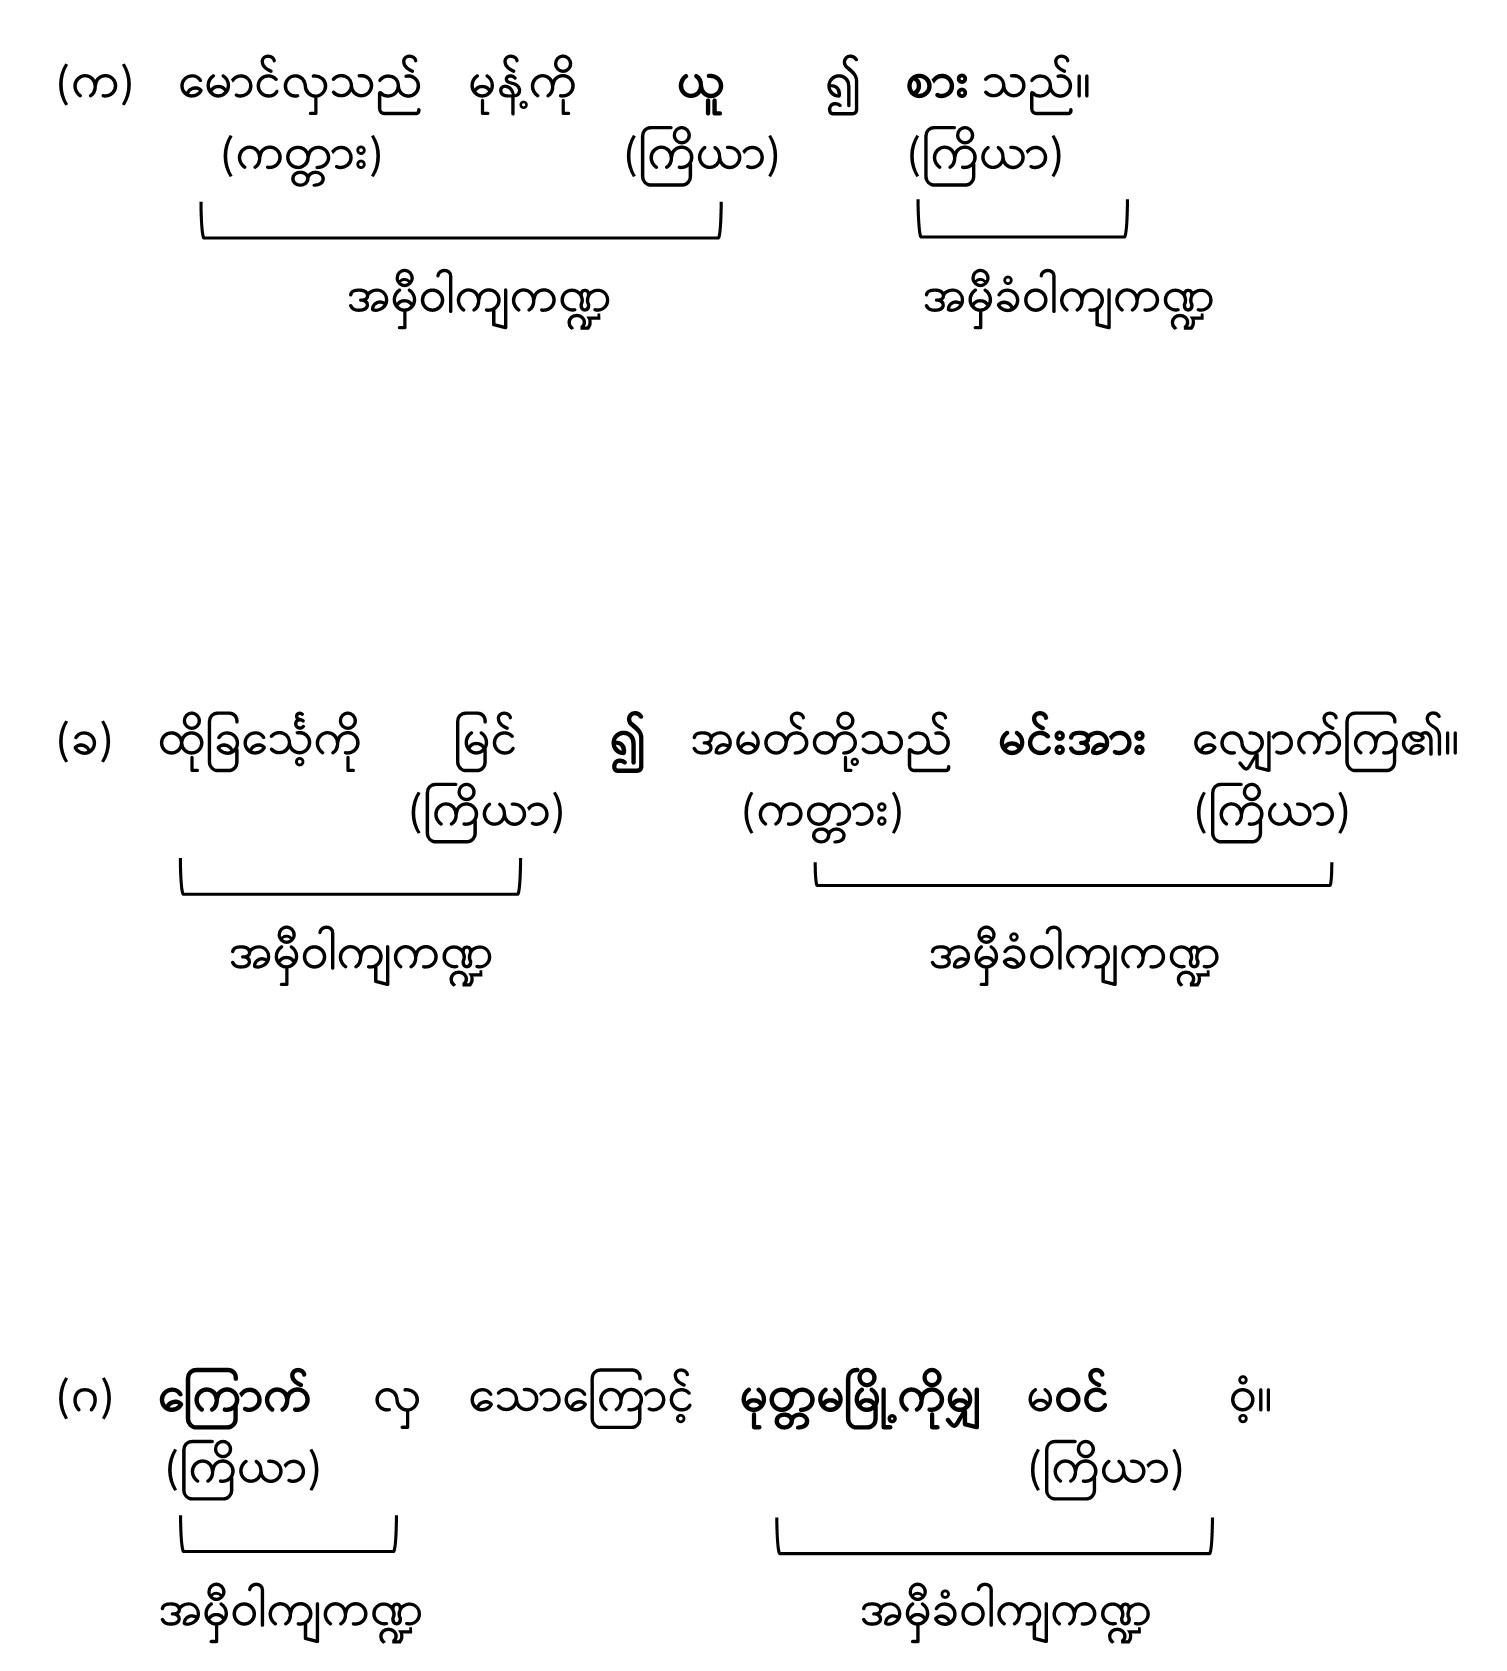 (က) မောင်လှသည် မုန့်ကို ယူ ၍ စား သည်။
(ကတ္တား) (ကြိယာ) (ကြိယာ)
အမှီဝါကျကဏ္ဍ အမှီခံဝါကျကဏ္ဍ
(ခ) ထိုခြင်္သေ့ကို မြင် ၍ အမတ်တို့သည် မင်းအား လျှောက်ကြ၏။
(ကြိယာ) (ကတ္တား) (ကြိယာ)
အမှီဝါကျကဏ္ဍ အမှီခံဝါကျကဏ္ဍ
(ဂ) ကြောက် လှ သောကြောင့် မုတ္တမမြို့ကိုမျှ မဝင် ဝံ့။
(ကြိယာ) (ကြိယာ)
အမှီဝါကျကဏ္ဍ အမှီခံဝါကျကဏ္ဍ